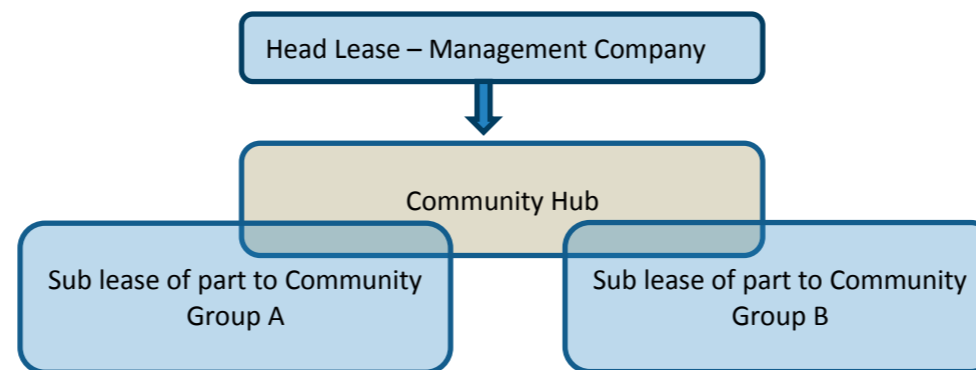 Head Lease – Management Company
Community Hub
Sub lease of part to Community
Group A
Sub lease of part to Community
Group B